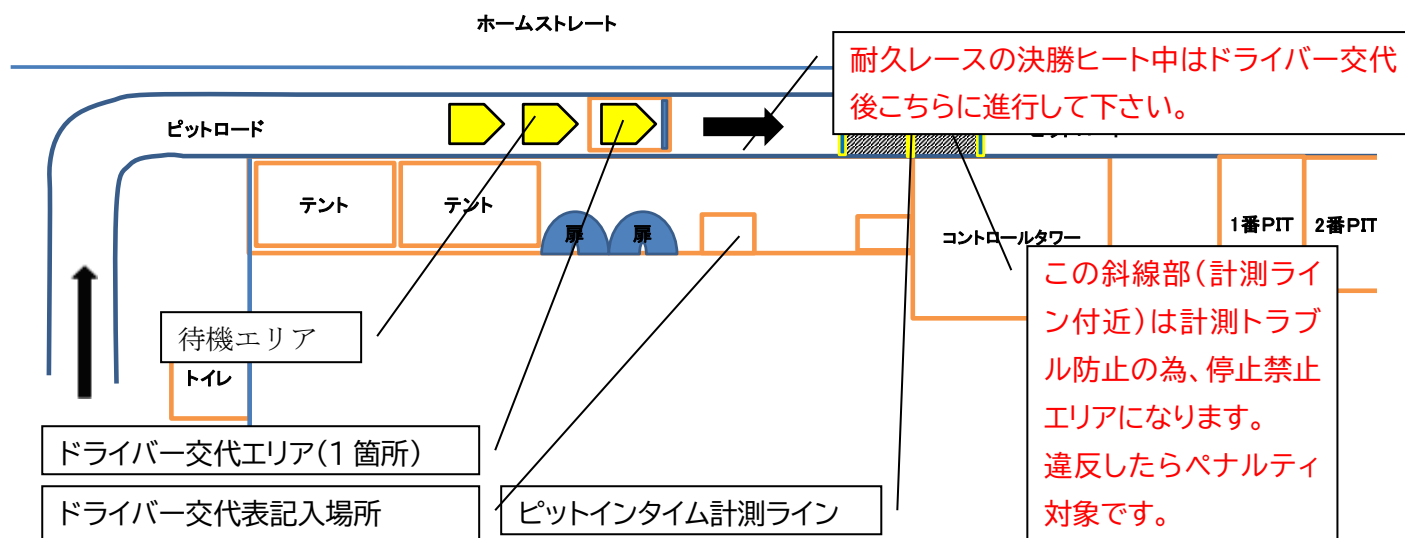 ホームストレート
耐久レースの決勝ヒート中はドライバー交代
後こちらに進行して下さい。
ピットロード
テント
テント
扉
扉
コントロールタワー
1番PIT
2番PIT
この斜線部(計測ライ
ン付近)は計測トラブ
ル防止の為、停止禁止
エリアになります。
違反したらペナルティ
対象です。
待機エリア
トイレ
ドライバー交代エリア(1箇所)
ドライバー交代表記入場所
ピットインタイム計測ライン